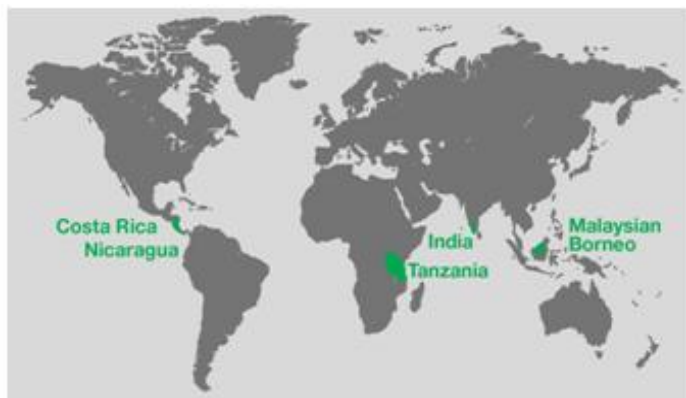 Costa Rica
Nicaragua
India
Tanzania
Malaysian
Borneo